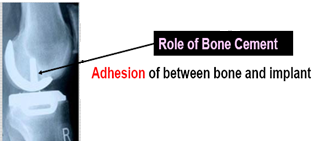 Role of Bone Cement
Adhesion of between bone and implant
R